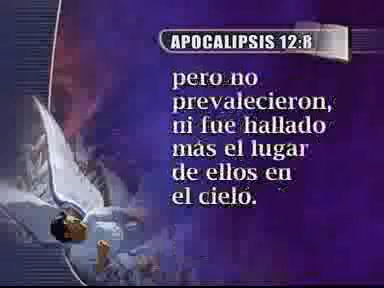 APOCALIPSIS 12:8
pero no
prevalecieron,
ni fue hallado
más el lugar
de ellos en
el cielo.